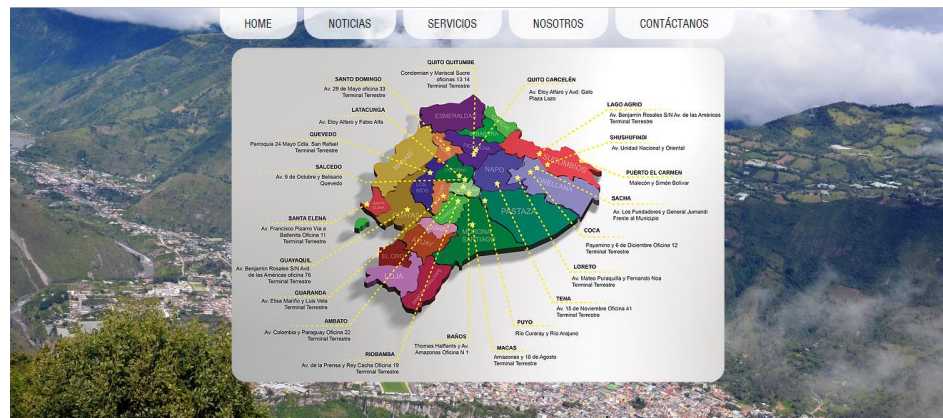 HOME
NOTICIAS
SERVICIOS
NOSOTROS
CONTÁCTANOS
QUITO QUITUMBE
Condornan y Mariscal Sucre
oficinas 13 14
Terminal Terrestre
SANTO DOMINGO
Av. 29 de Mayo oficina 33
Terminal Terrestre
QUITO CARCELÉN
Av. Eloy Alfaro y Avd. Galo
Plaza Lazo
LATACUNGA
Av. Eloy Alfaro y Fabio Alfa
LAGO AGRIO
Av. Benjamin Rosales S/N Av. de las Américas
Terminal Terrestre
QUEVEDO
Parroquia 24 Mayo Cdla. San Rafael
Terminal Terrestre
SHUSHUFINDI
Av. Unidad Nacional y Oriental
SALCEDO
Av. 9 de Octubre y Belisario
Quevedo
PUERTO EL CARMEN
Malecón y Simón Bolívar
SACHA
Av. Los Fundadores y General Jumandi
Frente al Municipio
SANTA ELENA
Av. Francisco Pizarro Vía a
Ballenita Oficina 11
Terminal Terrestre
COCA
Payamino y 6 de Diciembre Oficina 12
Terminal Terrestre
GUAYAQUIL
Av. Benjamin Rosales S/N Avd.
de las Américas oficina 76
Terminal Terrestre
LORETO
Av. Mateo Puraquilla y Fernando Noa
Terminal Terrestre
GUARANDA
Av. Elisa Mariño y Luis Vela
Terminal Terrestre
TENA
Av. 15 de Noviembre Oficina 41
Terminal Terrestre
AMBATO
Av. Colombia y Paraguay Oficina 22
Terminal Terrestre
PUYO
Río Curaray y Río Arajuno
BAÑOS
Thomas Halflants y Av.
Amazonas Oficina N 1
MACAS
Amazonas y 10 de Agosto
Terminal Terrestre
RIOBAMBA
Av. de la Prensa y Rey Cacha Oficina 19
Terminal Terrestre
ESMERALDAS
SUCUMBIOS
NAPO
ORELLANA
LOS
RIOS
SANTA
ELENA
PASTAZA
MORONA
SANTIAGO
EL ORO
LOJA